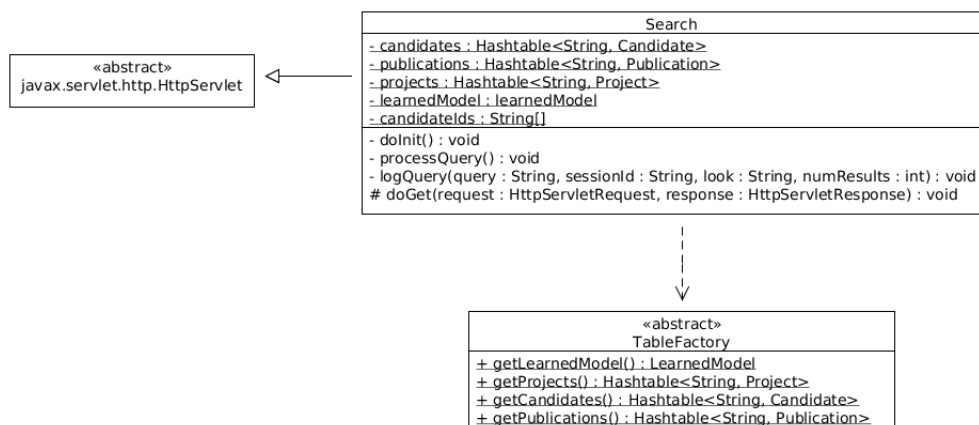 Search
- candidates : Hashtable<String, Candidate>
- publications : Hashtable<String, Publication>
- projects : Hashtable<String, Project>
- learnedModel : learnedModel
- candidateIds : String[]
- doInit() : void
- processQuery() : void
- logQuery(query : String, sessionId : String, look : String, numResults : int) : void
# doGet(request : HttpServletRequest, response : HttpServletResponse) : void
«abstract»
javax.servlet.http.HttpServlet
«abstract»
TableFactory
+ getLearnedModel() : LearnedModel
+ getProjects() : Hashtable<String, Project>
+ getCandidates() : Hashtable<String, Candidate>
+ getPublications() : Hashtable<String, Publication>